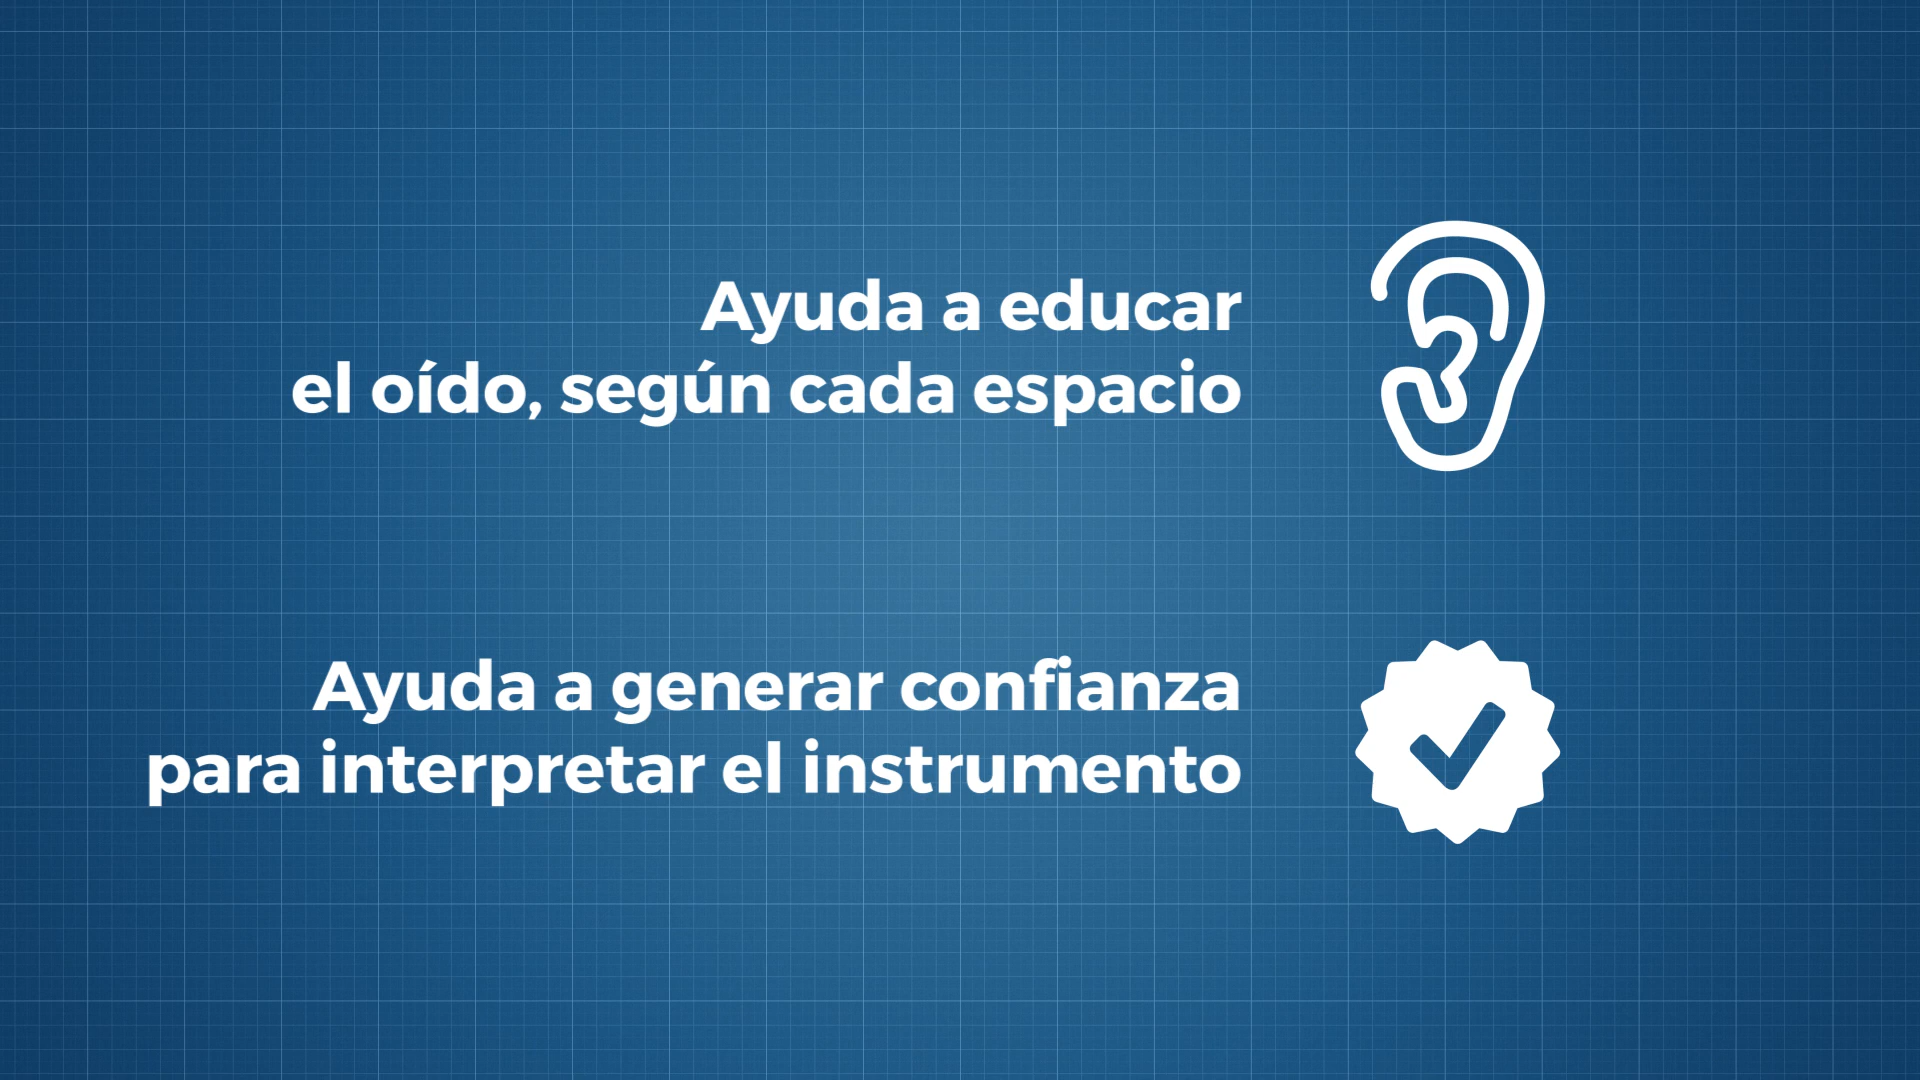 Ayuda a educar
el oído, según cada espacio
Ayuda a generar confianza
para interpretar el instrumento